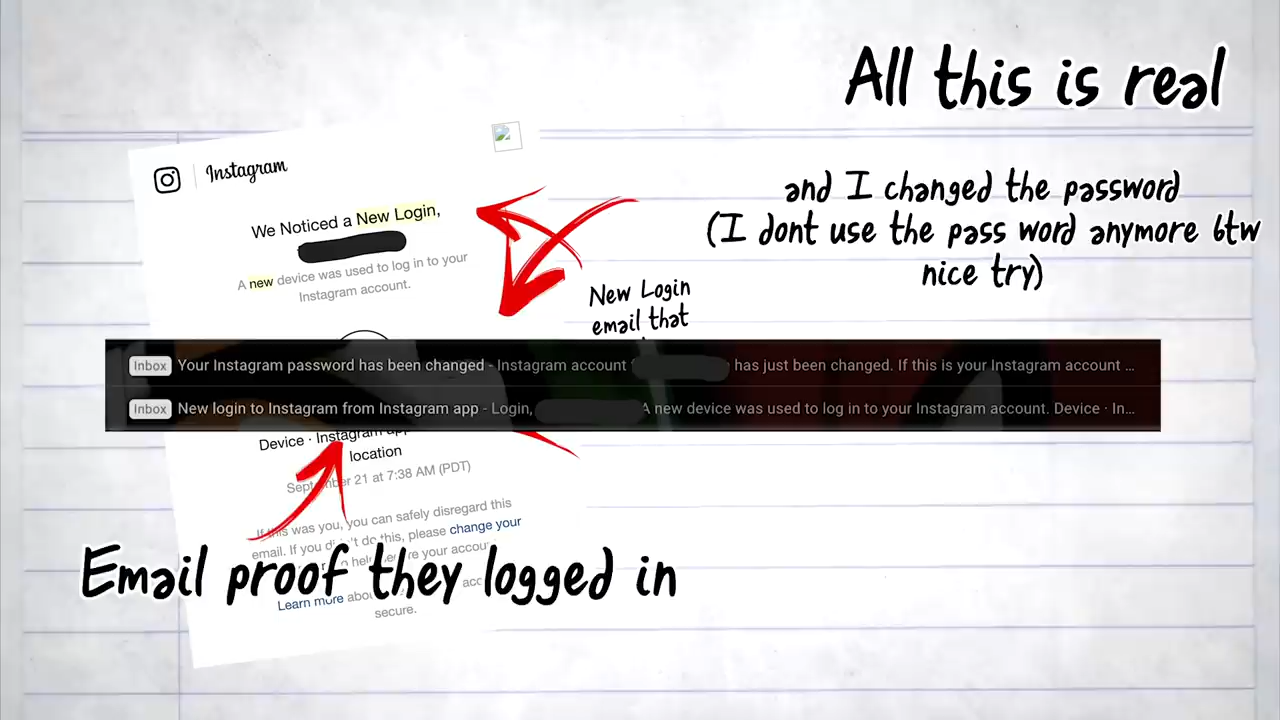 All this is real
Instagram
and I changed the password
We Noticed a New Login,
(I dont use the pass word anymore btw
nice try)
A new device was used to log in to your
Instagram account.
New Login
email that
Inbox Your Instagram password has been changed - Instagram account has just been changed. If this is your Instagram account ...
Inbox New login to Instagram from Instagram app - Login, A new device was used to log in to your Instagram account. Device · In...
Device · Instagram app
location
September 21 at 7:38 AM (PDT)
If this was you, you can safely disregard this
email. If you didn't do this, please change your
your accou
Email proof they logged in
Learn more abou acc
secure.